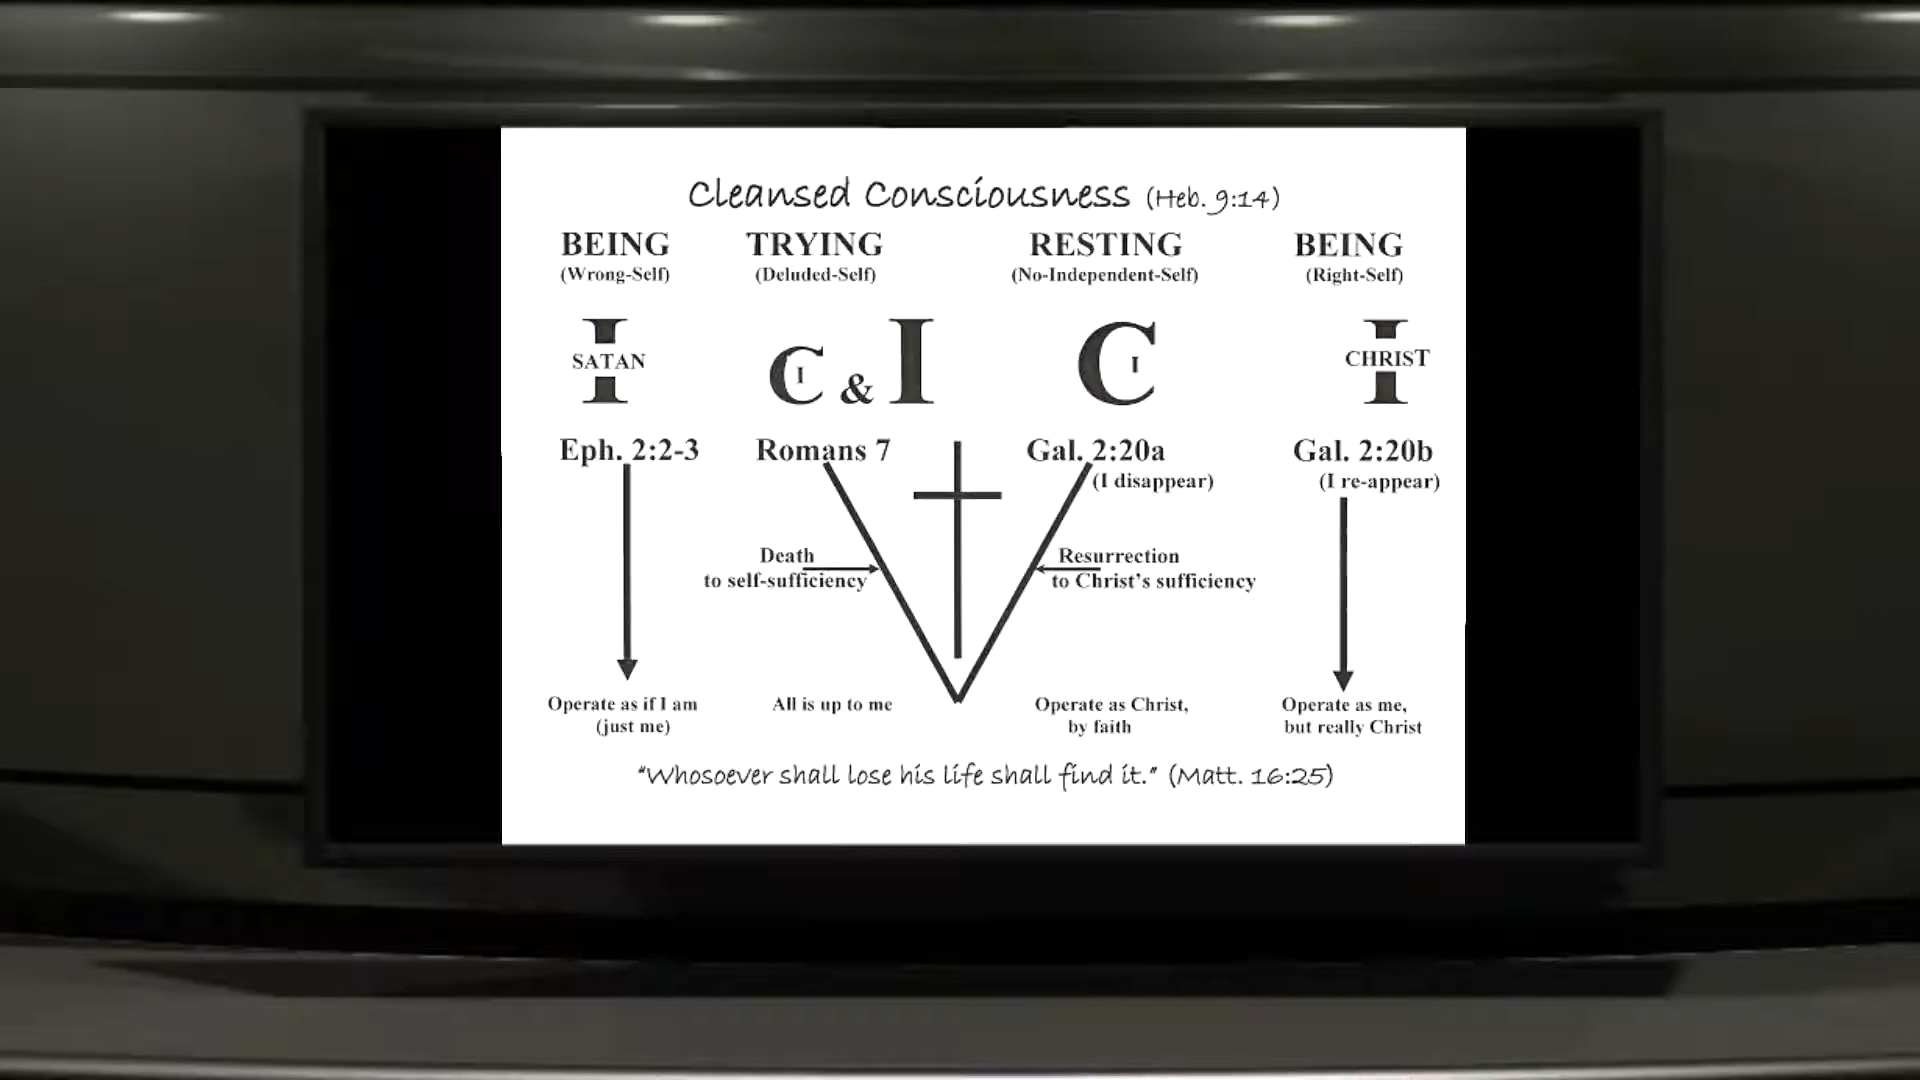 Cleansed Consciousness (Heb. 9:14)
BEING TRYING RESTING BEING
(Wrong-Self) (Deluded-Self) (No-Independent-Self) (Right-Self)
I SATAN C I & I C I I CHRIST
Eph. 2:2-3 Romans 7 Gal. 2:20a Gal. 2:20b
(I disappear) (I re-appear)
Death Resurrection
to self-sufficiency to Christ's sufficiency
Operate as if I am All is up to me Operate as Christ, Operate as me,
(just me) by faith but really Christ
"Whosoever shall lose his life shall find it." (Matt. 16:25)